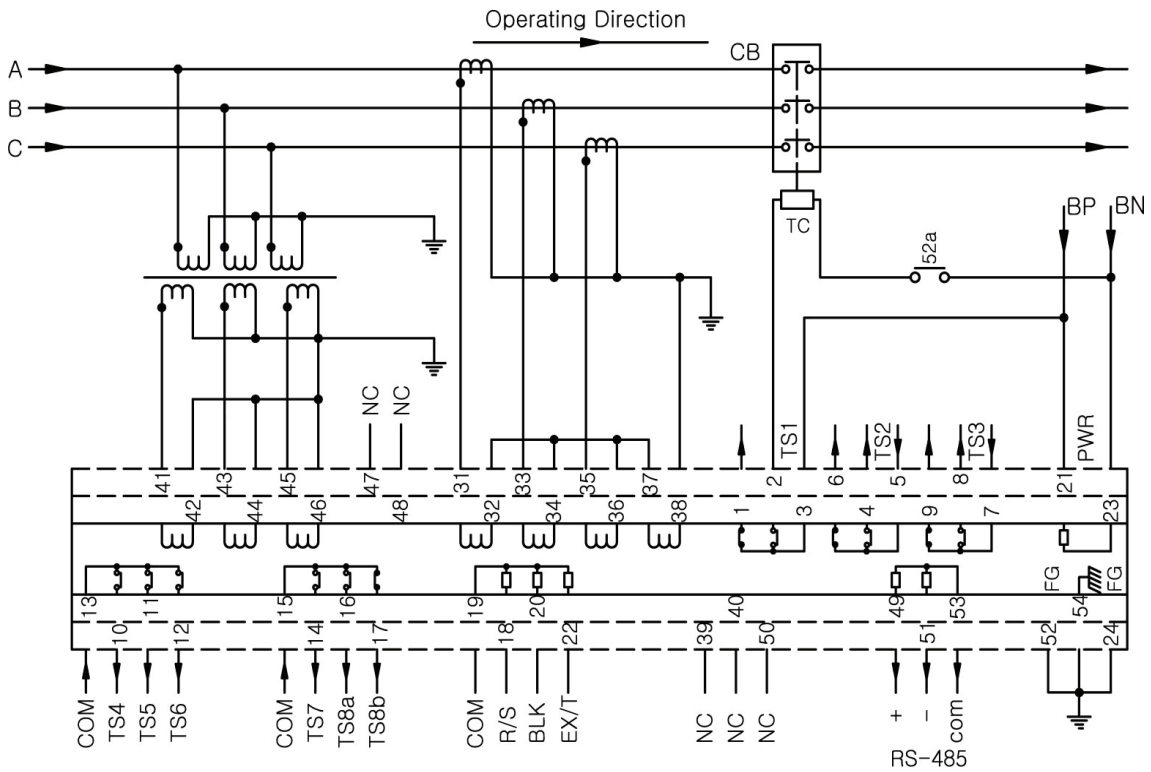 Operating Direction
CB
A
B
C
TC
52a
BP
BN
NC
NC
TS1
TS2
TS3
PWR
41
43
45
47
31
33
35
37
2
6
5
8
21
42
44
46
48
32
34
36
38
1
3
4
9
7
23
FG
FG
13
11
15
16
19
20
40
49
53
54
10
12
14
17
18
22
39
50
51
52
24
COM
TS4
TS5
TS6
COM
TS7
TS8a
TS8b
COM
R/S
BLK
EX/T
NC
NC
NC
+
-
com
RS-485